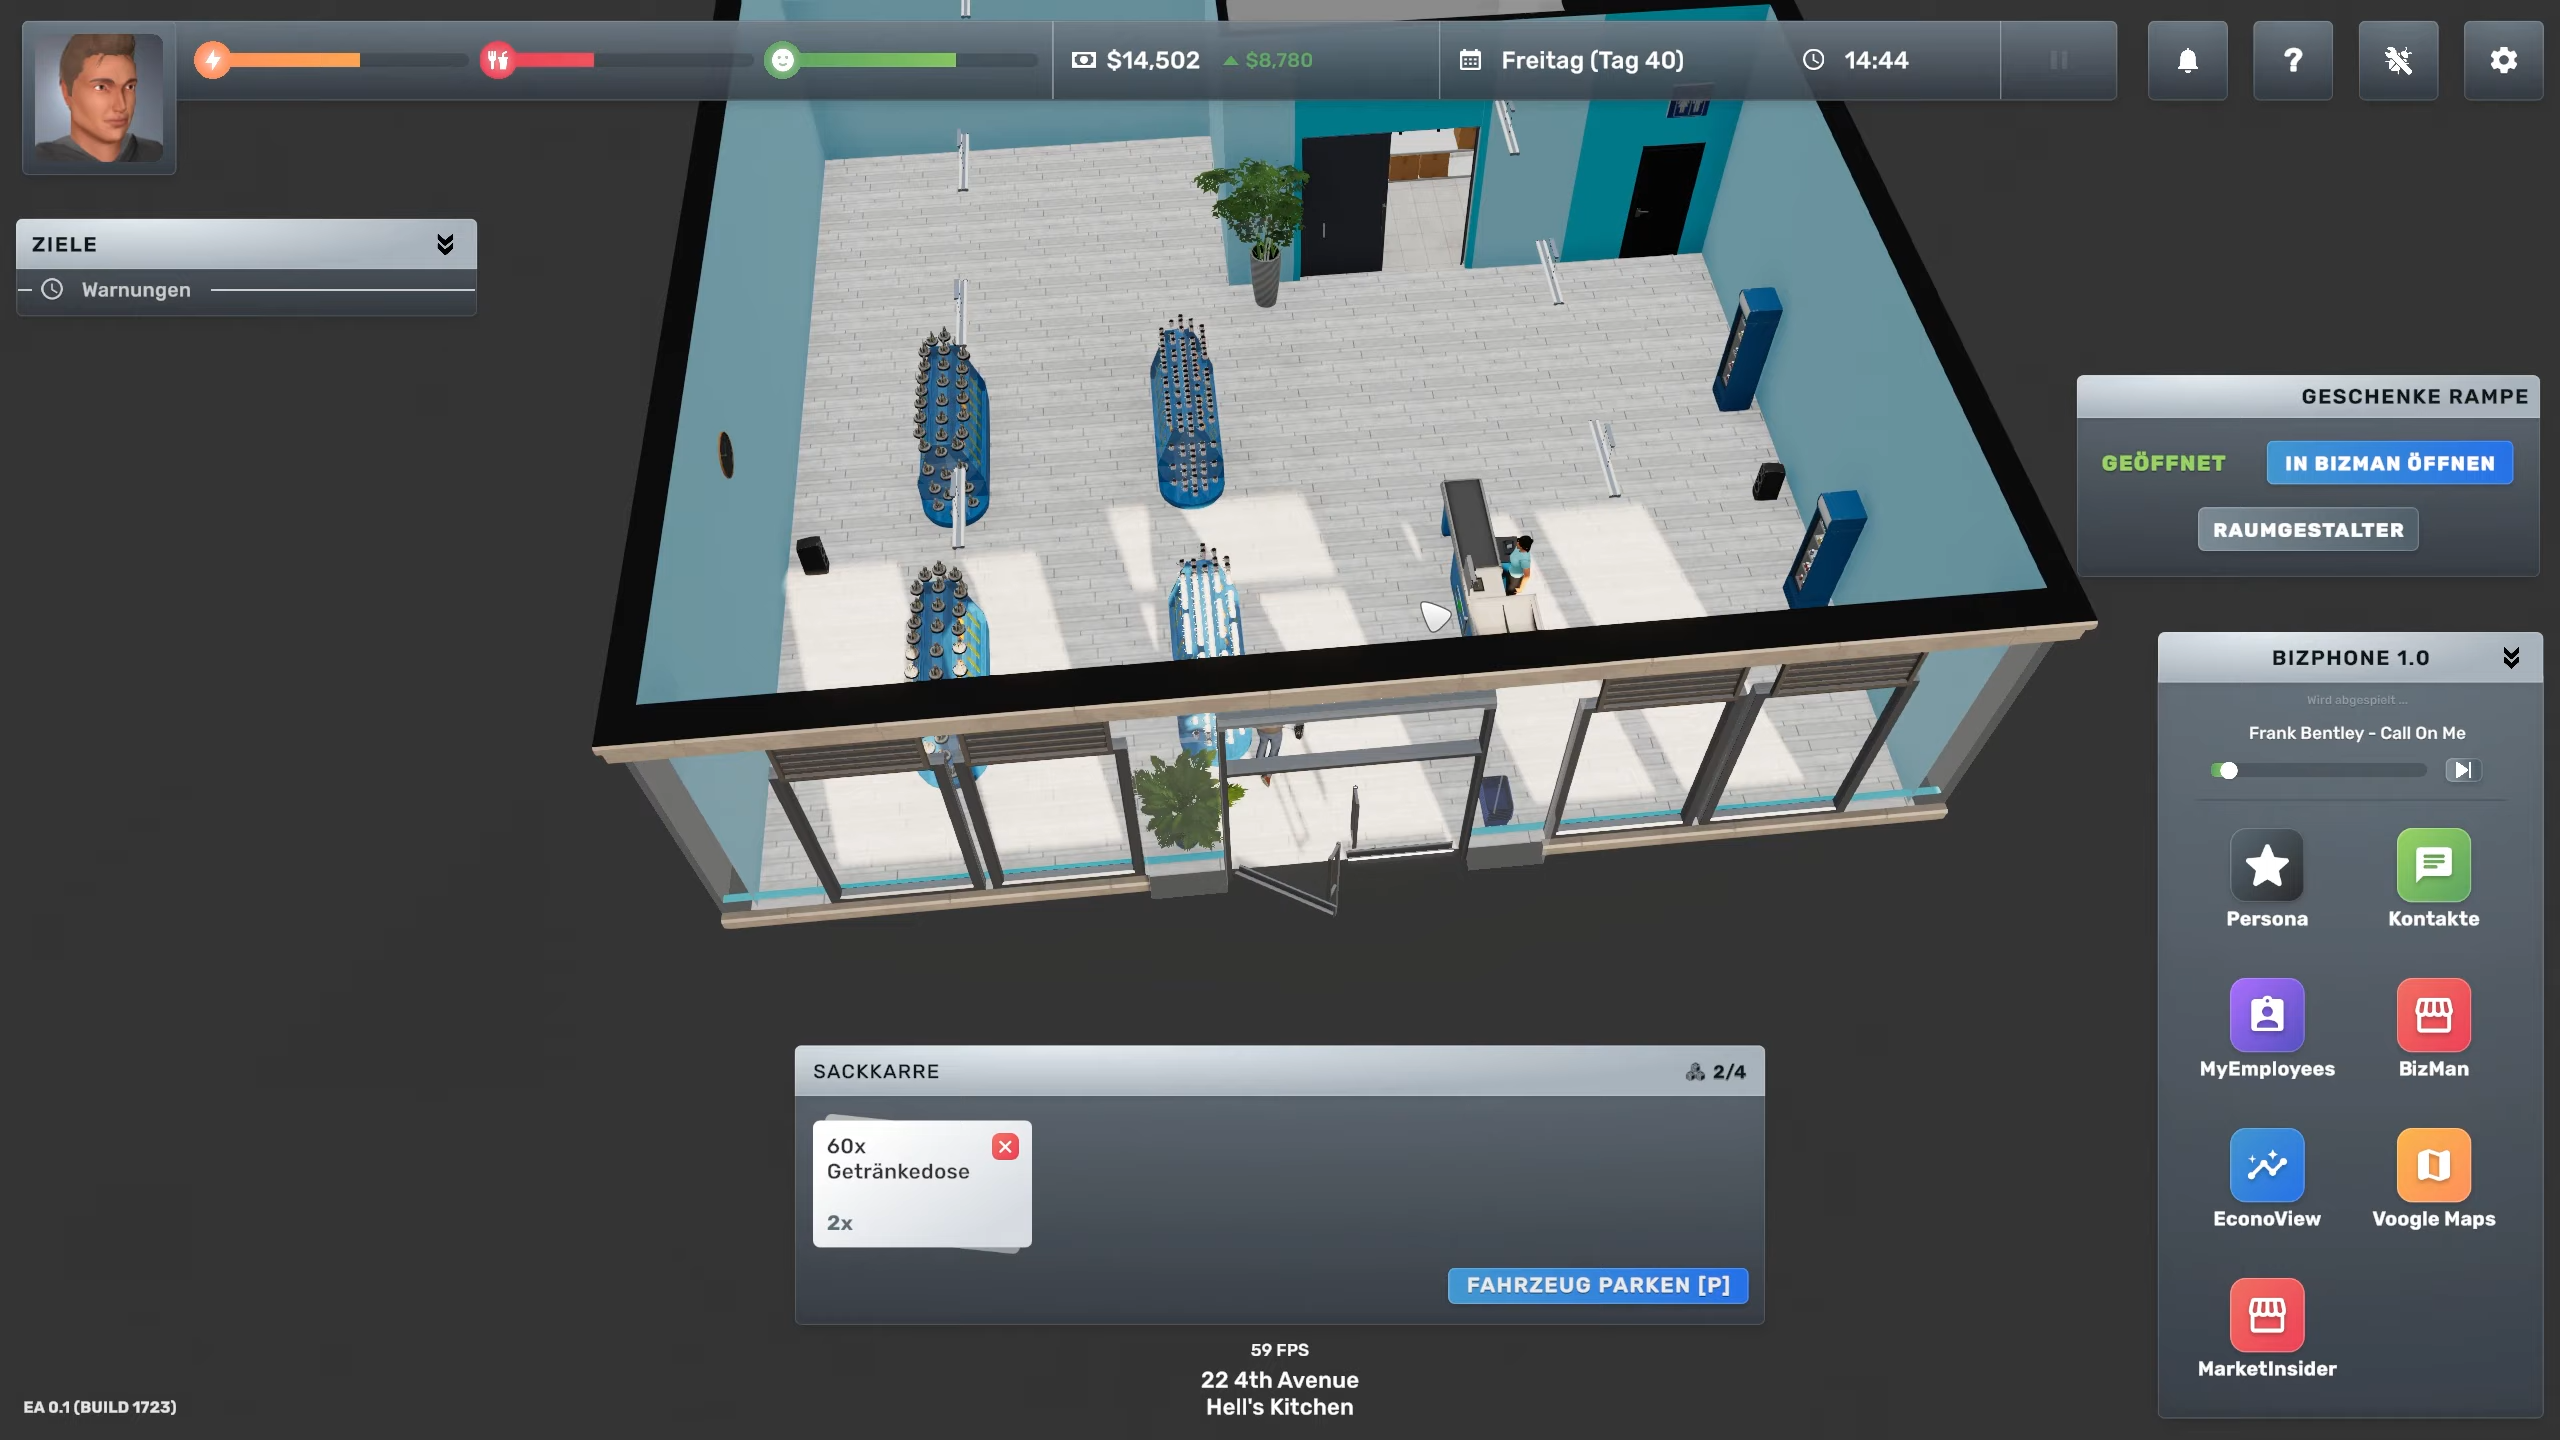 $14,502
$8,780
Freitag (Tag 40)
14:44
?
ZIELE
Warnungen
GESCHENKE RAMPE
GEÖFFNET
IN BIZMAN ÖFFNEN
RAUMGESTALTER
BIZPHONE 1.0
Wird abgespielt ...
Frank Bentley - Call On Me
Persona
Kontakte
MyEmployees
BizMan
EconoView
Voogle Maps
MarketInsider
SACKKARRE
2/4
60x
Getränkedose
2x
FAHRZEUG PARKEN [P]
59 FPS
22 4th Avenue
Hell's Kitchen
EA 0.1 (BUILD 1723)